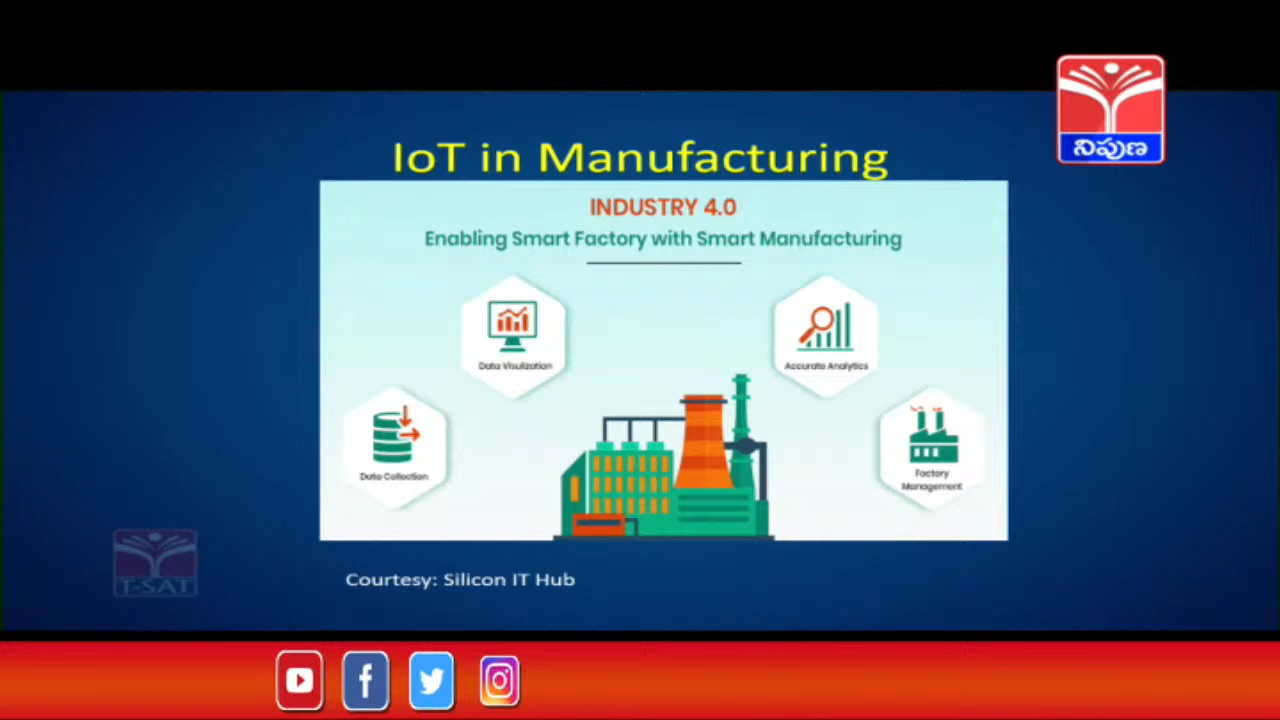 నిపుణ
IoT in Manufacturing
INDUSTRY 4.0
Enabling Smart Factory with Smart Manufacturing
Data Visulization
Accurate Analytics
Data Collection
Factory
Management
T-SAT
Courtesy: Silicon IT Hub